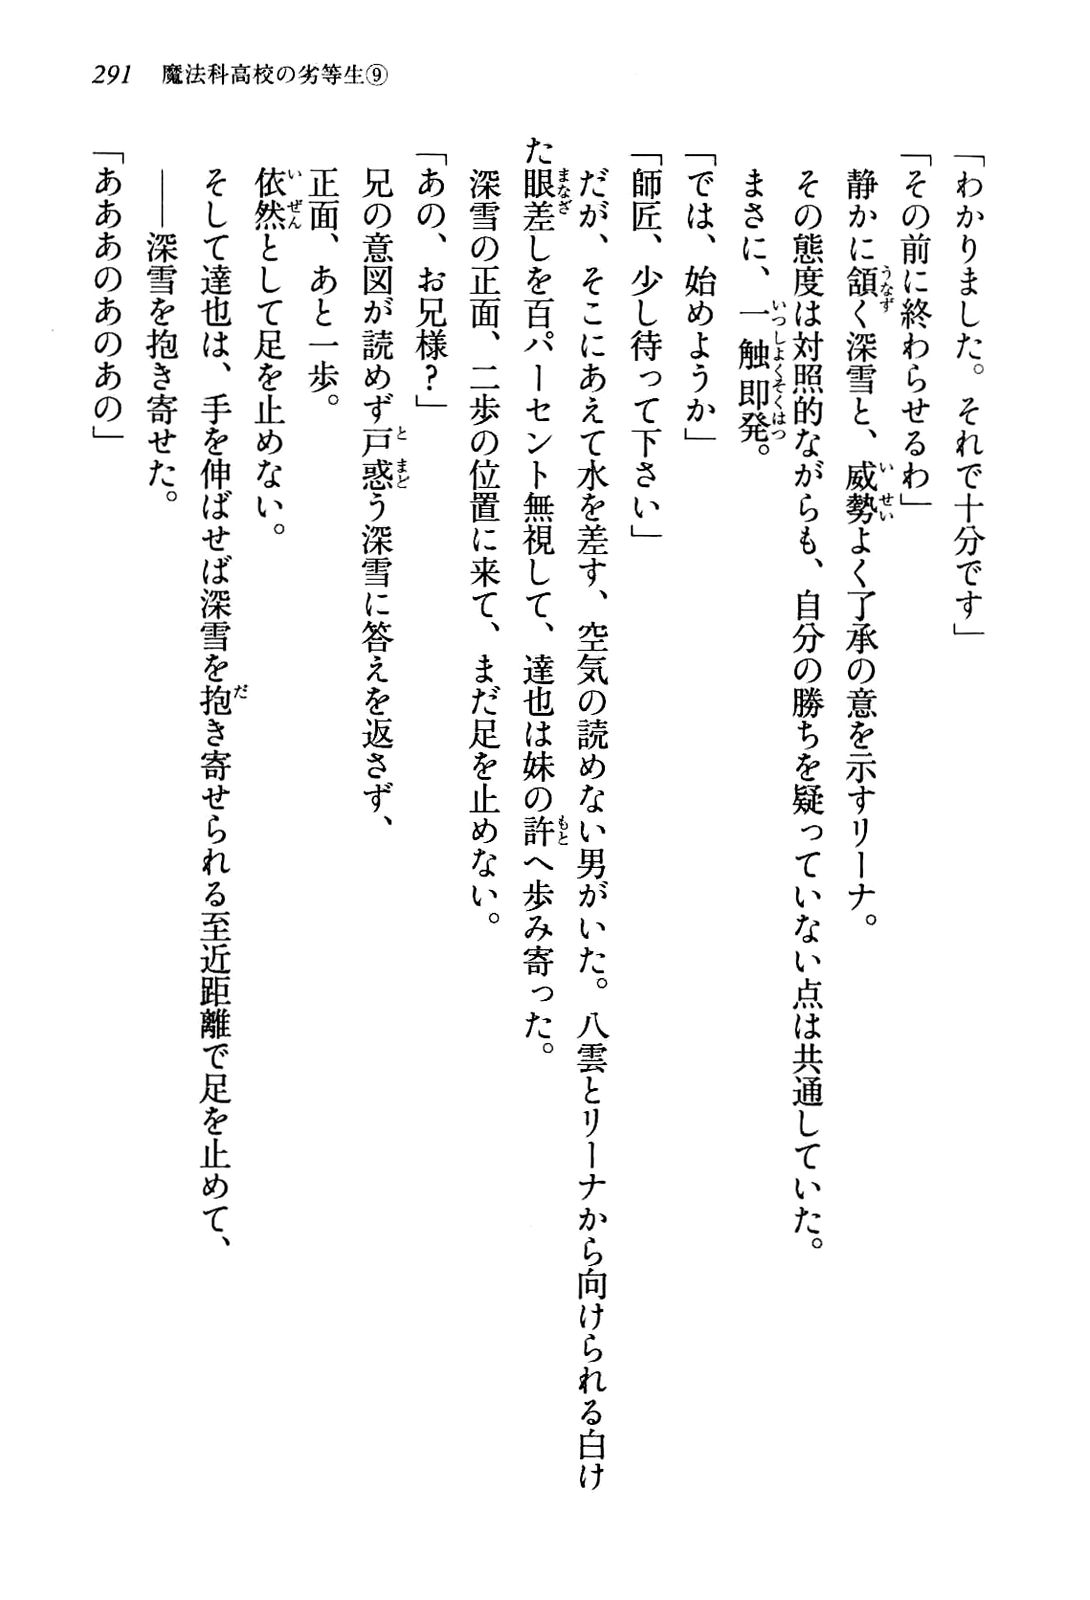 291 魔法科高校の劣等生⑨
「わかりました。それで十分です」
「その前に終わらせるわ」
静かに頷く深雪と、威勢よく了承の意を示すリーナ。
その態度は対照的ながらも、自分の勝ちを疑っていない点は共通していた。
まさに、一触即発。
「では、始めようか」
「師匠、少し待って下さい」
だが、そこにあえて水を差す、空気の読めない男がいた。八雲とリーナから向けられる白け
た眼差しを百パーセント無視して、達也は妹の許へ歩み寄った。
深雪の正面、二歩の位置に来て、まだ足を止めない。
「あの、お兄様?」
兄の意図が読めず戸惑う深雪に答えを返さず、
正面、あと一歩。
依然として足を止めない。
そして達也は、手を伸ばせば深雪を抱き寄せられる至近距離で足を止めて、
――深雪を抱き寄せた。
「あああのあのあの」